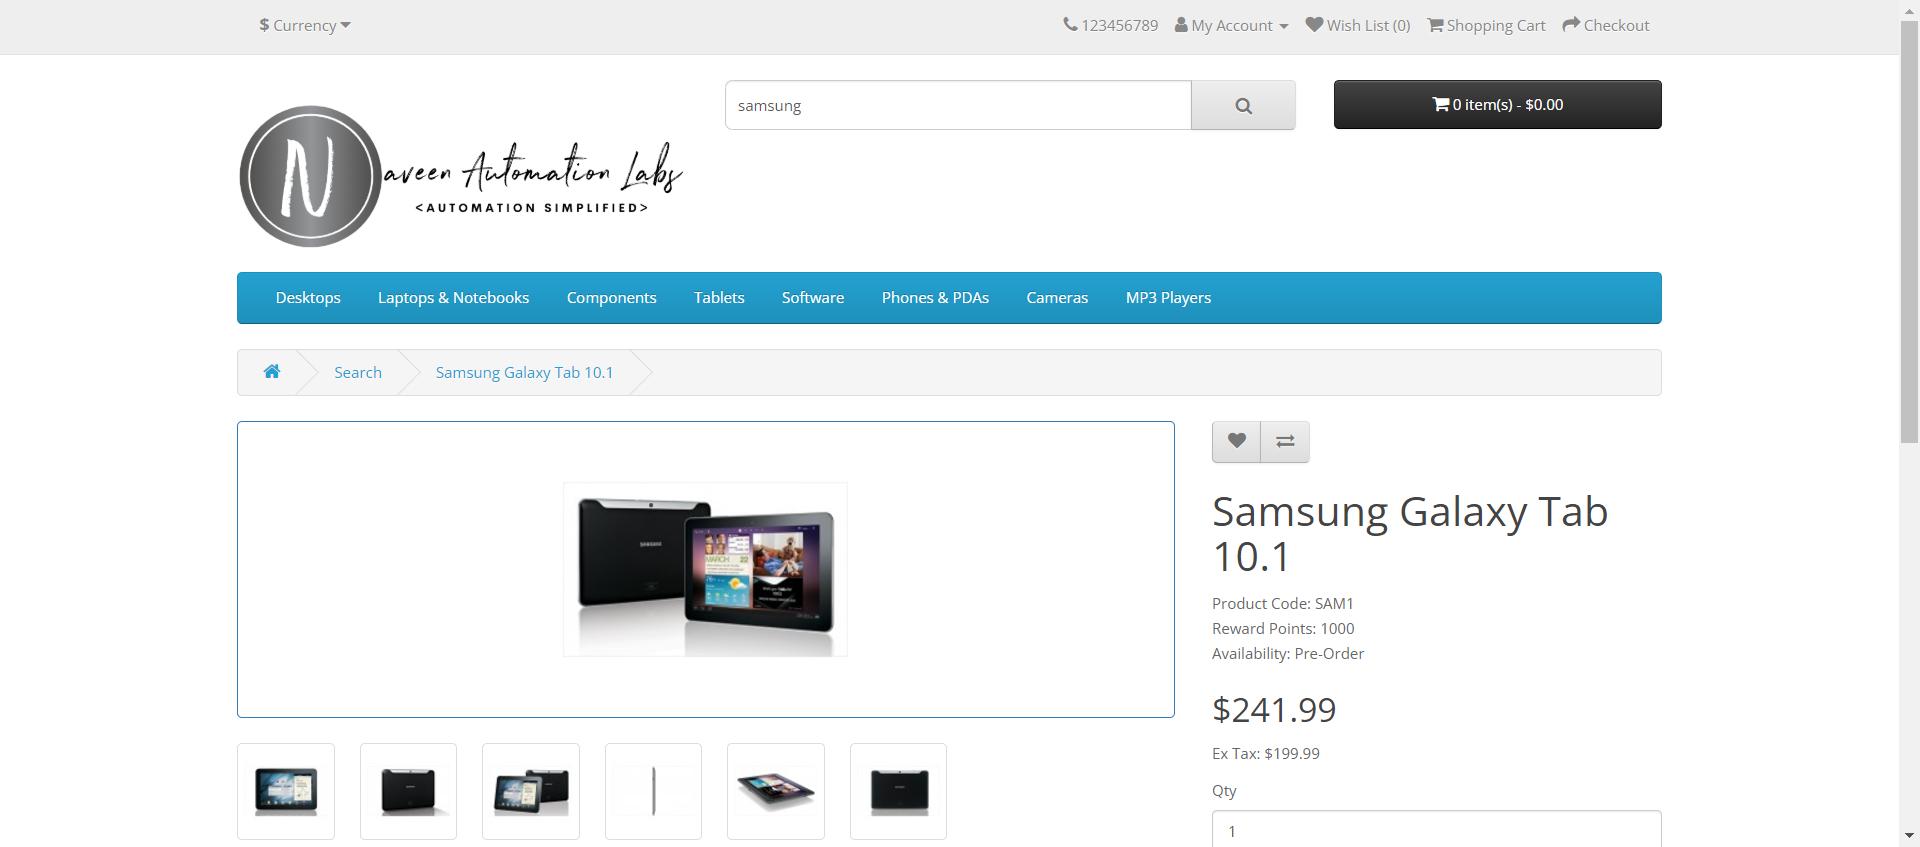 $ Currency
123456789 My Account Wish List (0) Shopping Cart Checkout
samsung
0 item(s) - $0.00
N aveen Automation Labs
<AUTOMATION SIMPLIFIED>
Desktops Laptops & Notebooks Components Tablets Software Phones & PDAs Cameras MP3 Players
Search Samsung Galaxy Tab 10.1
SAMSUNG
MARCH 22
Samsung Galaxy Tab
10.1
Product Code: SAM1
Reward Points: 1000
Availability: Pre-Order
$241.99
Ex Tax: $199.99
Qty
1